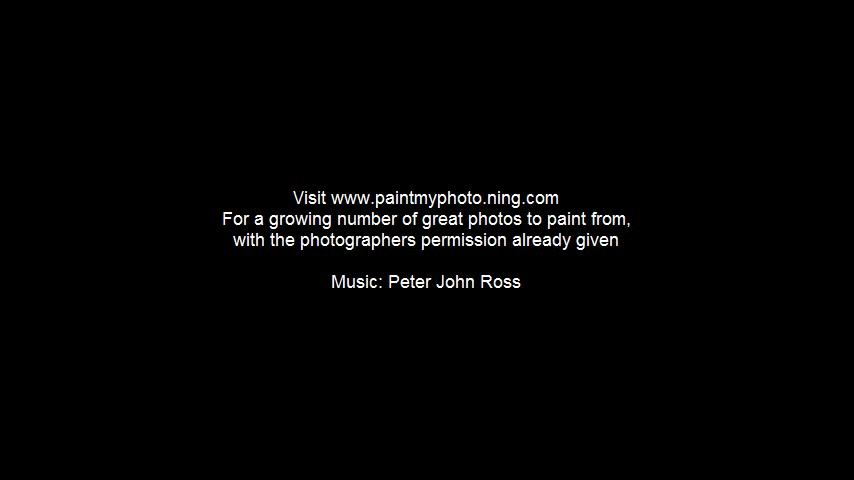 Visit www.paintmyphoto.ning.com
For a growing number of great photos to paint from,
with the photographers permission already given
Music: Peter John Ross